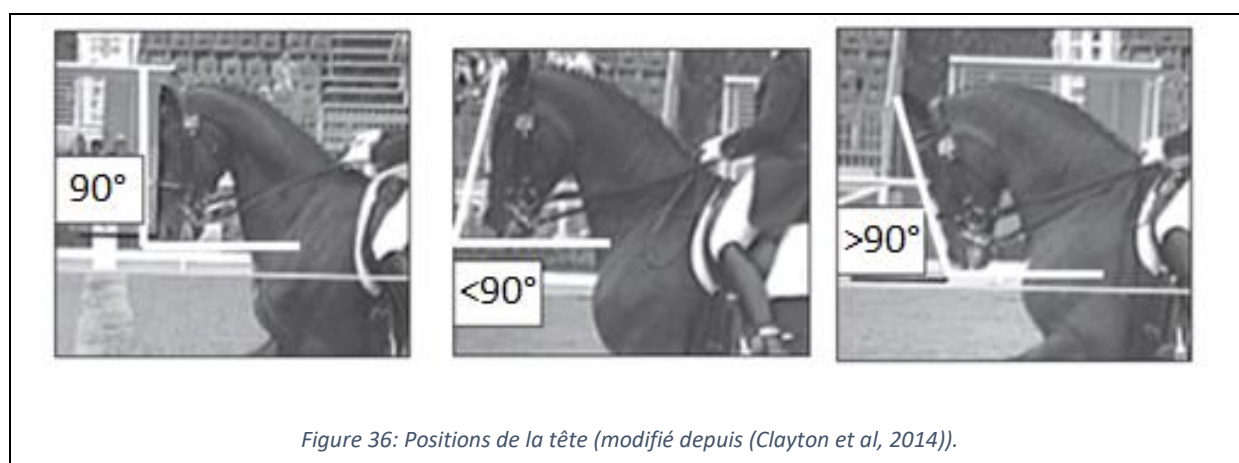 90°
<90°
>90°
Figure 36: Positions de la tête (modifié depuis (Clayton et al, 2014)).